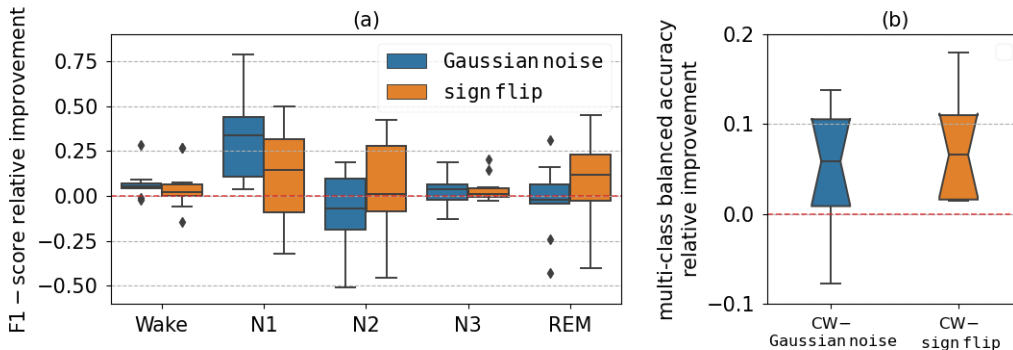 (a)
F1 − score relative improvement
0.75
0.50
0.25
0.00
−0.25
−0.50
Gaussian noise
sign flip
Wake N1 N2 N3 REM
(b)
multi-class balanced accuracy
relative improvement
0.2
0.1
0.0
−0.1
CW−
Gaussian noise
CW−
sign flip